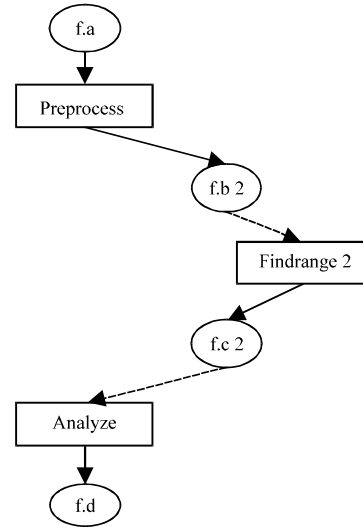 f.a
Preprocess
f.b 2
Findrange 2
f.c 2
Analyze
f.d